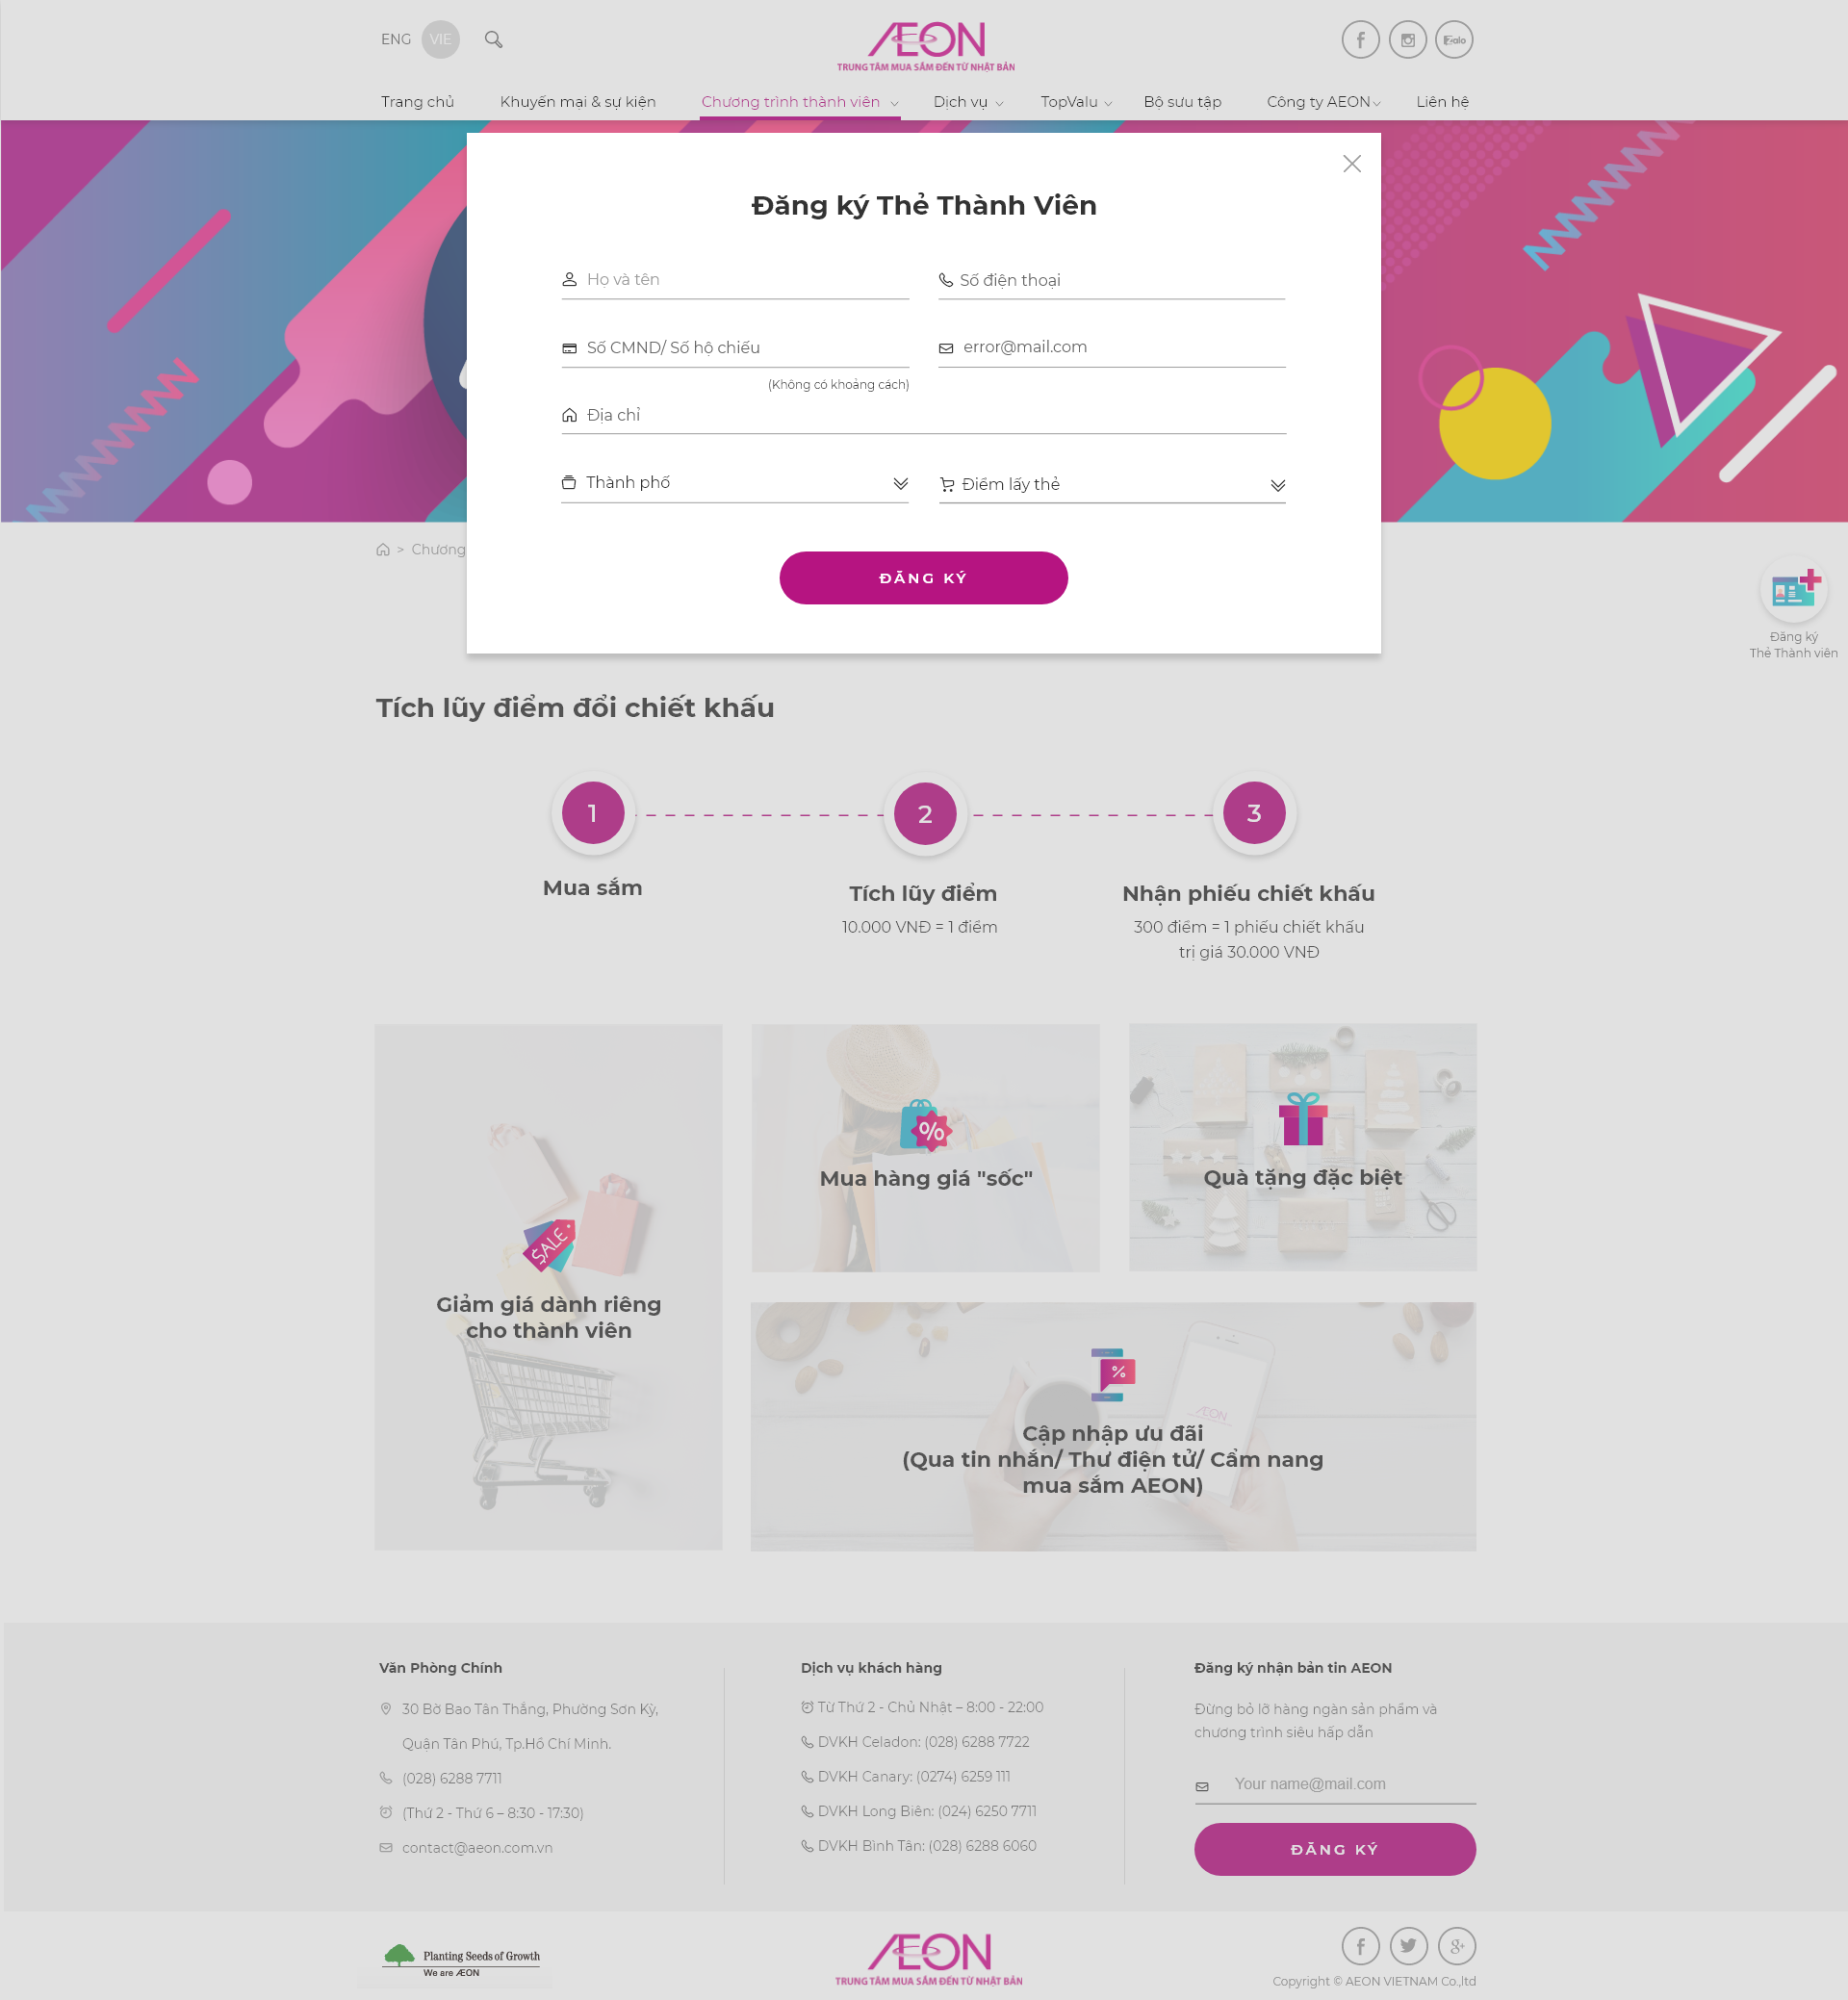 ENG
VIE
ÆON
TRUNG TÂM MUA SẮM ĐẾN TỪ NHẬT BẢN
Zalo
Trang chủ
Khuyến mại & sự kiện
Chương trình thành viên
Dịch vụ
TopValu
Bộ sưu tập
Công ty AEON
Liên hệ
Đăng ký Thẻ Thành Viên
Họ và tên
Số điện thoại
Số CMND/ Số hộ chiếu
error@mail.com
(Không có khoảng cách)
Địa chỉ
Thành phố
Điểm lấy thẻ
ĐĂNG KÝ
> Chương
Đăng ký
Thẻ Thành viên
Tích lũy điểm đổi chiết khấu
1
2
3
Mua sắm
Tích lũy điểm
10.000 VNĐ = 1 điểm
Nhận phiếu chiết khấu
300 điểm = 1 phiếu chiết khấu
trị giá 30.000 VNĐ
SALE
Giảm giá dành riêng
cho thành viên
%
Mua hàng giá "sốc"
Quà tặng đặc biệt
%
ÆON
Cập nhập ưu đãi
(Qua tin nhắn/ Thư điện tử/ Cẩm nang
mua sắm AEON)
Văn Phòng Chính
30 Bờ Bao Tân Thắng, Phường Sơn Kỳ,
Quận Tân Phú, Tp.Hồ Chí Minh.
(028) 6288 7711
(Thứ 2 - Thứ 6 – 8:30 - 17:30)
contact@aeon.com.vn
Dịch vụ khách hàng
Từ Thứ 2 - Chủ Nhật – 8:00 - 22:00
DVKH Celadon: (028) 6288 7722
DVKH Canary: (0274) 6259 111
DVKH Long Biên: (024) 6250 7711
DVKH Bình Tân: (028) 6288 6060
Đăng ký nhận bản tin AEON
Đừng bỏ lỡ hàng ngàn sản phẩm và
chương trình siêu hấp dẫn
Your name@mail.com
ĐĂNG KÝ
Planting Seeds of Growth
We are ÆON
ÆON
TRUNG TÂM MUA SẮM ĐẾN TỪ NHẬT BẢN
Copyright © AEON VIETNAM Co.,ltd